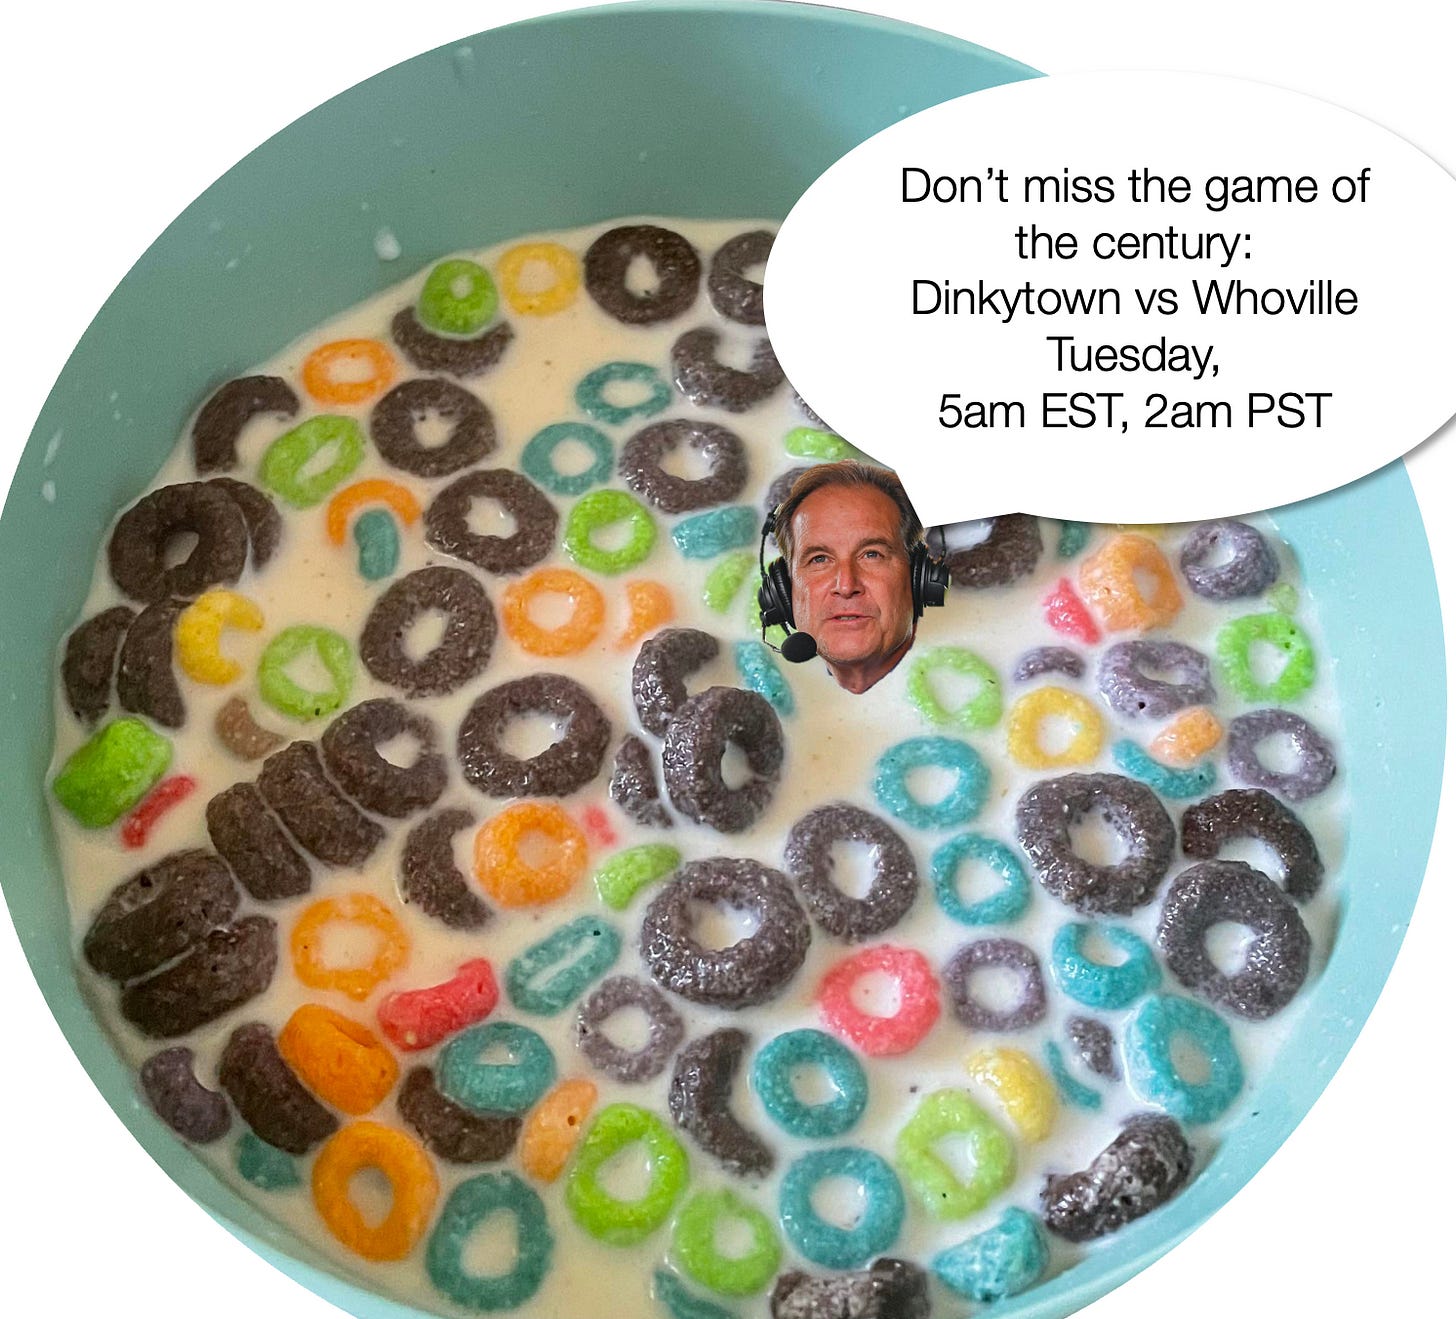 Don’t miss the game of
the century:
Dinkytown vs Whoville
Tuesday,
5am EST, 2am PST